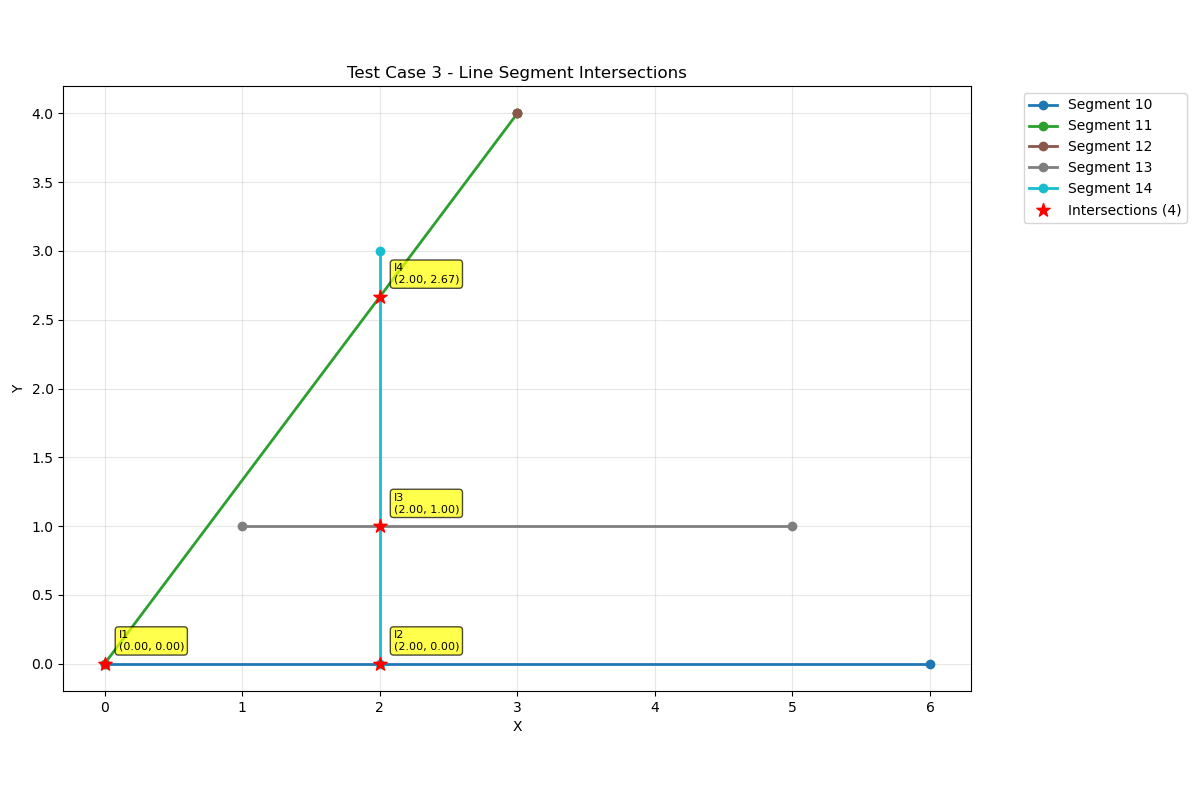 Test Case 3 - Line Segment Intersections
Segment 10
Segment 11
Segment 12
Segment 13
Segment 14
Intersections (4)
4.0
3.5
3.0
2.5
2.0
1.5
1.0
0.5
0.0
Y
I4
(2.00, 2.67)
I3
(2.00, 1.00)
I1
(0.00, 0.00)
I2
(2.00, 0.00)
0 1 2 3 4 5 6
X